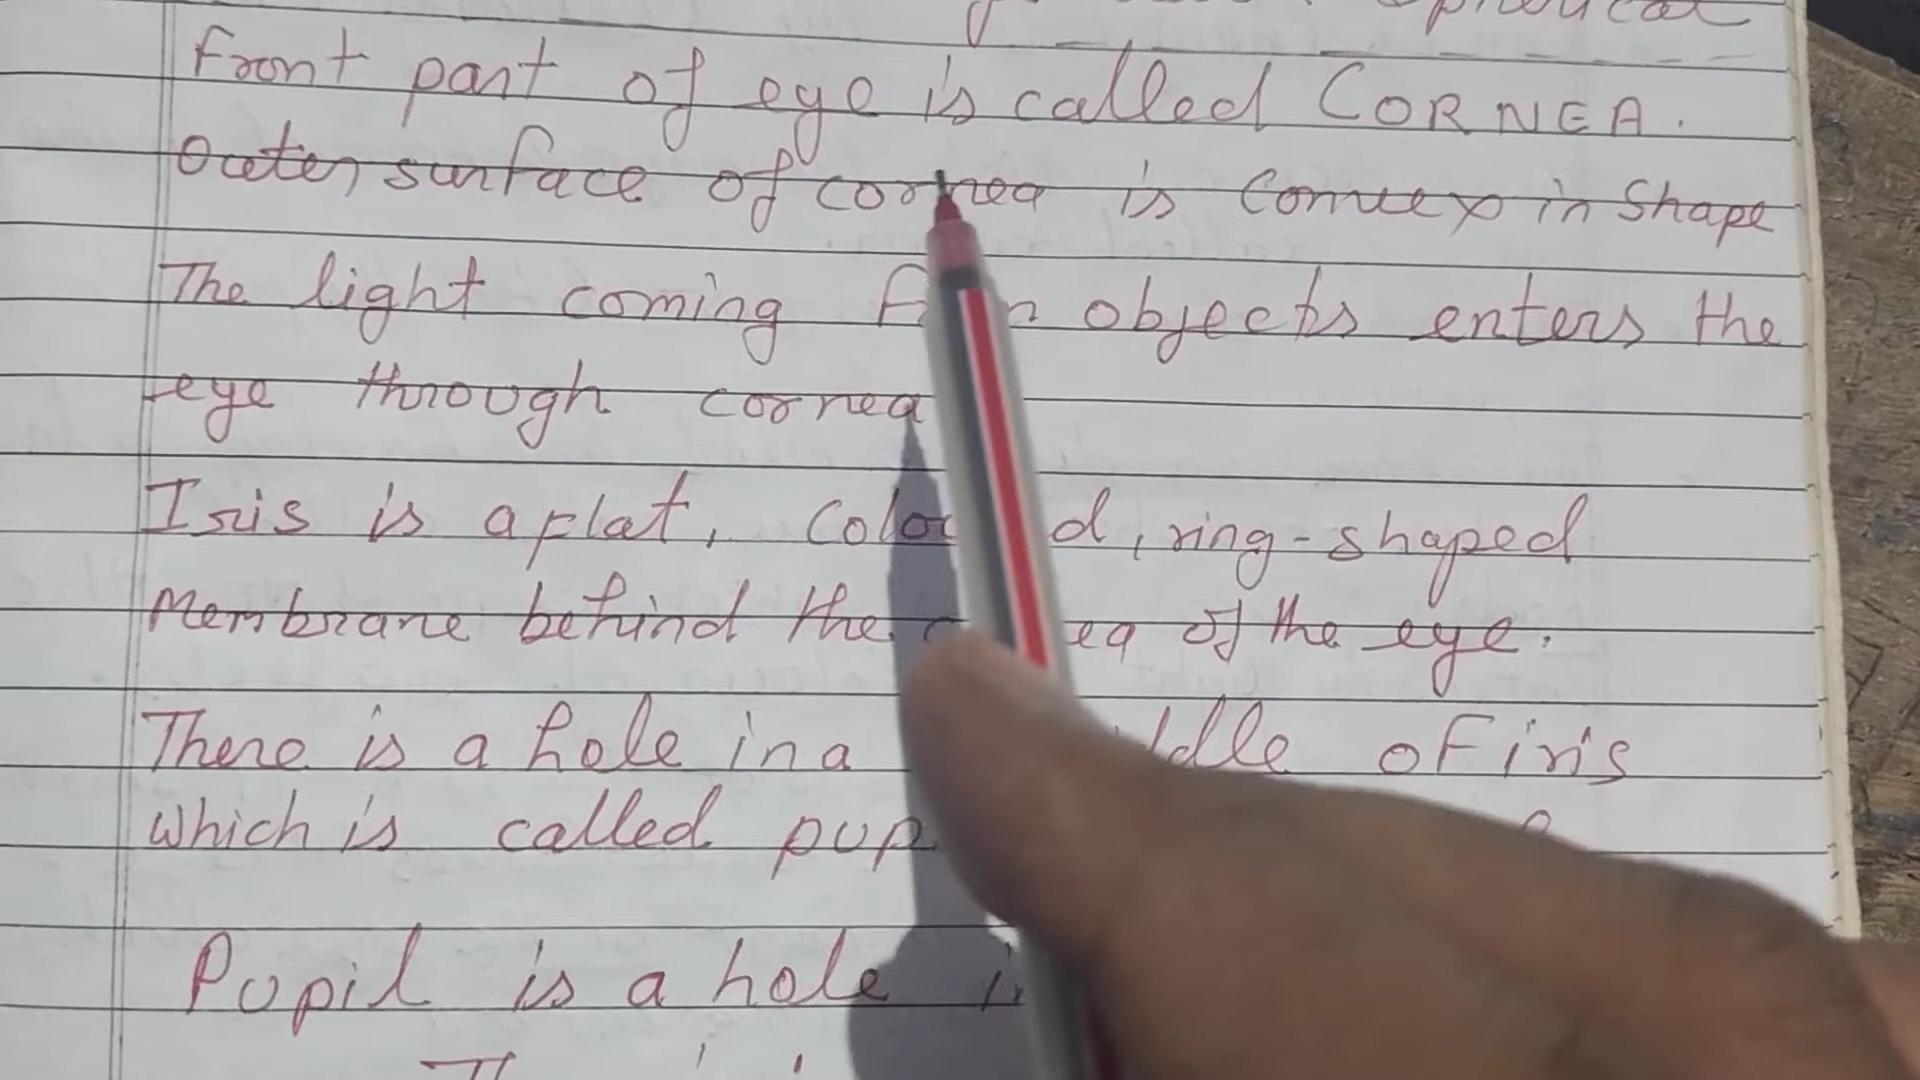 Front part of eye is called CORNEA.
Outer surface of cornea is Convex in Shape
The light coming objects enters the
eye through cornea
Iris is a flat, ring-shaped
Membrane behind the of the eye.
There is a hole in a of iris
which is called
Pupil is a hole